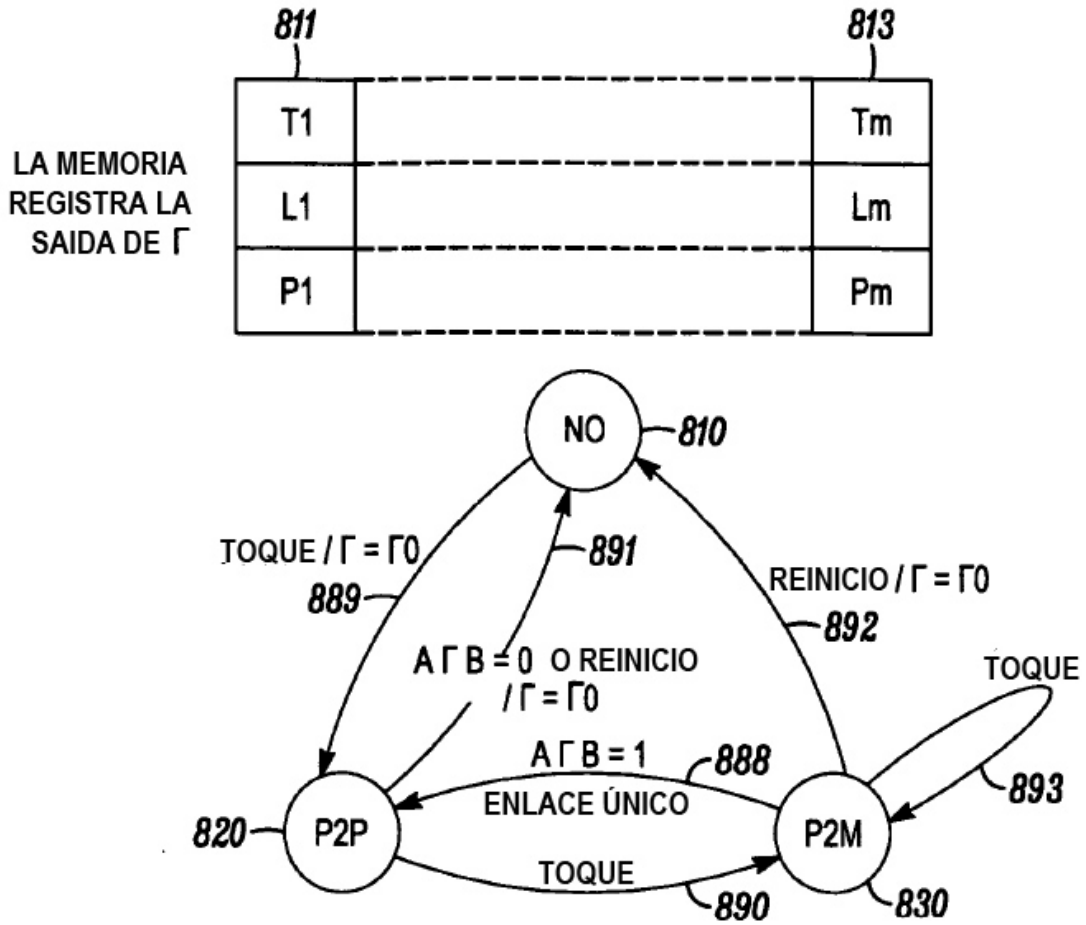 811
813
T1
Tm
LA MEMORIA
REGISTRA LA
SAIDA DE Γ
L1
Lm
P1
Pm
NO
810
TOQUE / Γ = Γ0
889
891
REINICIO / Γ = Γ0
892
A Γ B = 0 O REINICIO
/ Γ = Γ0
TOQUE
893
A Γ B = 1
888
ENLACE ÚNICO
820
P2P
P2M
TOQUE
890
830